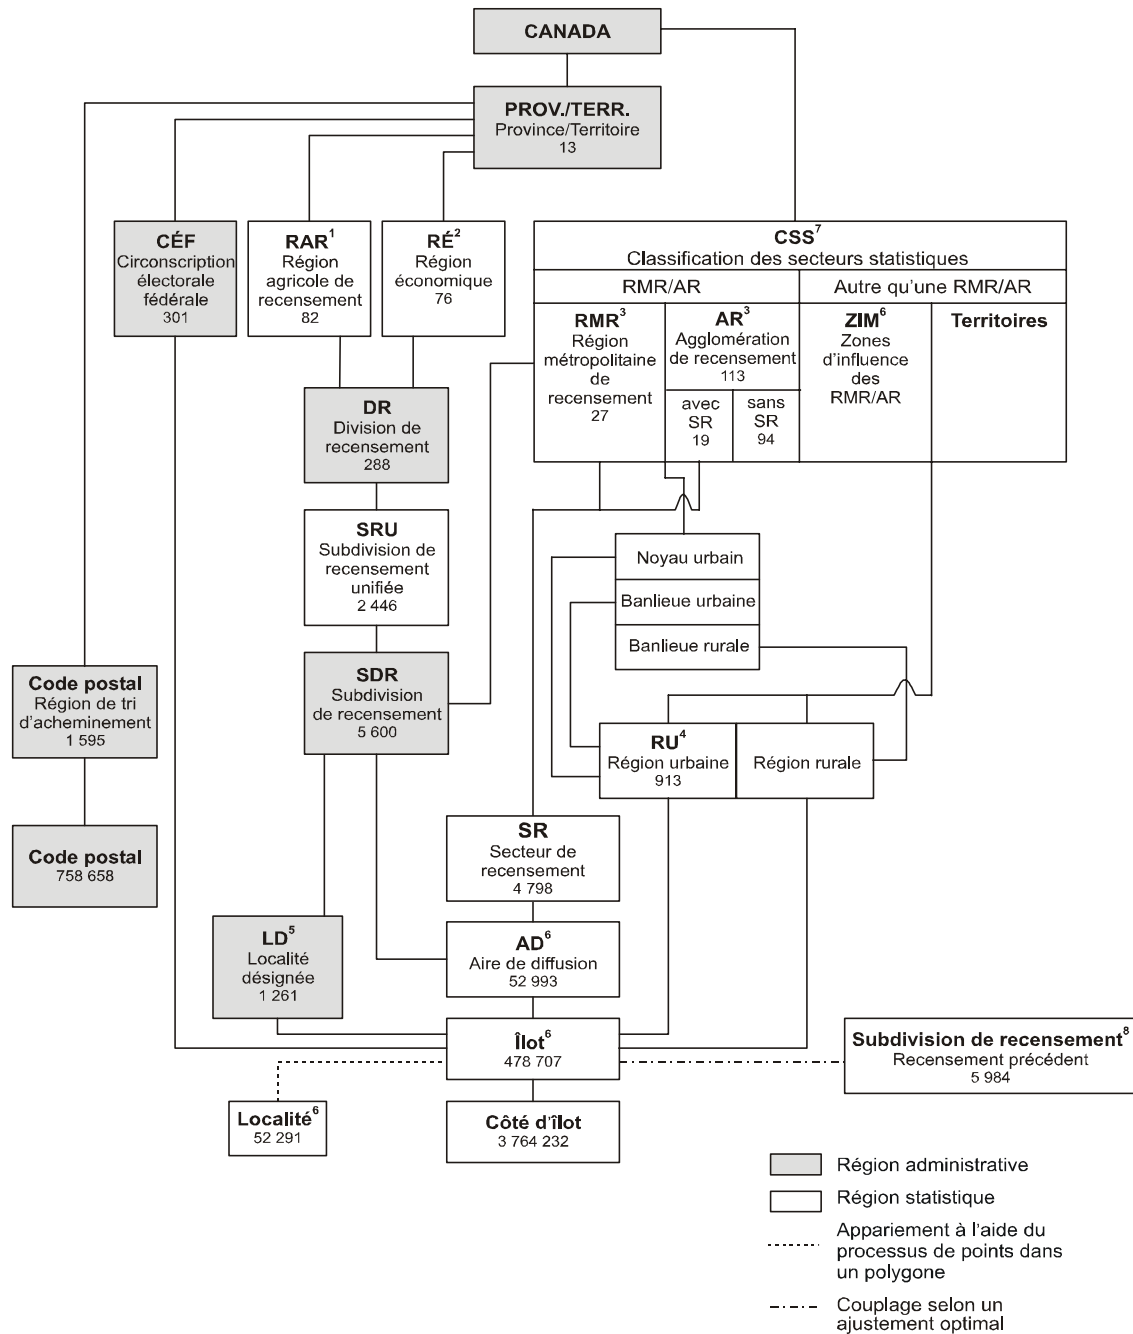 CANADA
PROV./TERR.
Province/Territoire
13
CÉF
Circonscription
électorale
fédérale
301
RAR1
Région
agricole de
recensement
82
RÉ2
Région
économique
76
CSS7
Classification des secteurs statistiques
RMR/AR
Autre qu'une RMR/AR
RMR3
Région
métropolitaine
de
recensement
27
AR3
Agglomération
de recensement
113
avec
SR
19
sans
SR
94
ZIM6
Zones
d'influence
des
RMR/AR
Territoires
DR
Division de
recensement
288
SRU
Subdivision de
recensement
unifiée
2 446
Noyau urbain
Banlieue urbaine
Banlieue rurale
Code postal
Région de tri
d'acheminement
1 595
SDR
Subdivision
de recensement
5 600
RU4
Région urbaine
913
Région rurale
Code postal
758 658
SR
Secteur de
recensement
4 798
LD5
Localité
désignée
1 261
AD6
Aire de diffusion
52 993
Îlot6
478 707
Subdivision de recensement8
Recensement précédent
5 984
Localité6
52 291
Côté d'îlot
3 764 232
Région administrative
Région statistique
Appariement à l'aide du
processus de points dans
un polygone
Couplage selon un
ajustement optimal